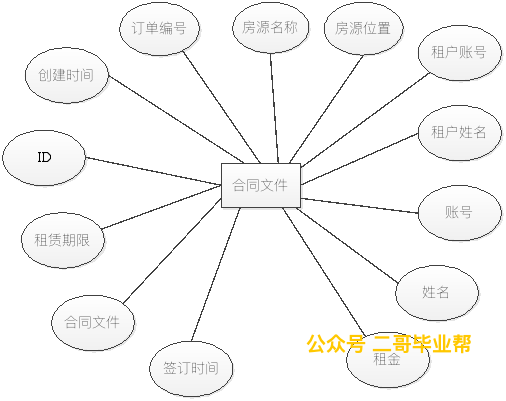 订单编号
房源名称
房源位置
租户账号
创建时间
租户姓名
ID
合同文件
账号
租赁期限
姓名
合同文件
公众号 二哥毕业帮
租金
签订时间